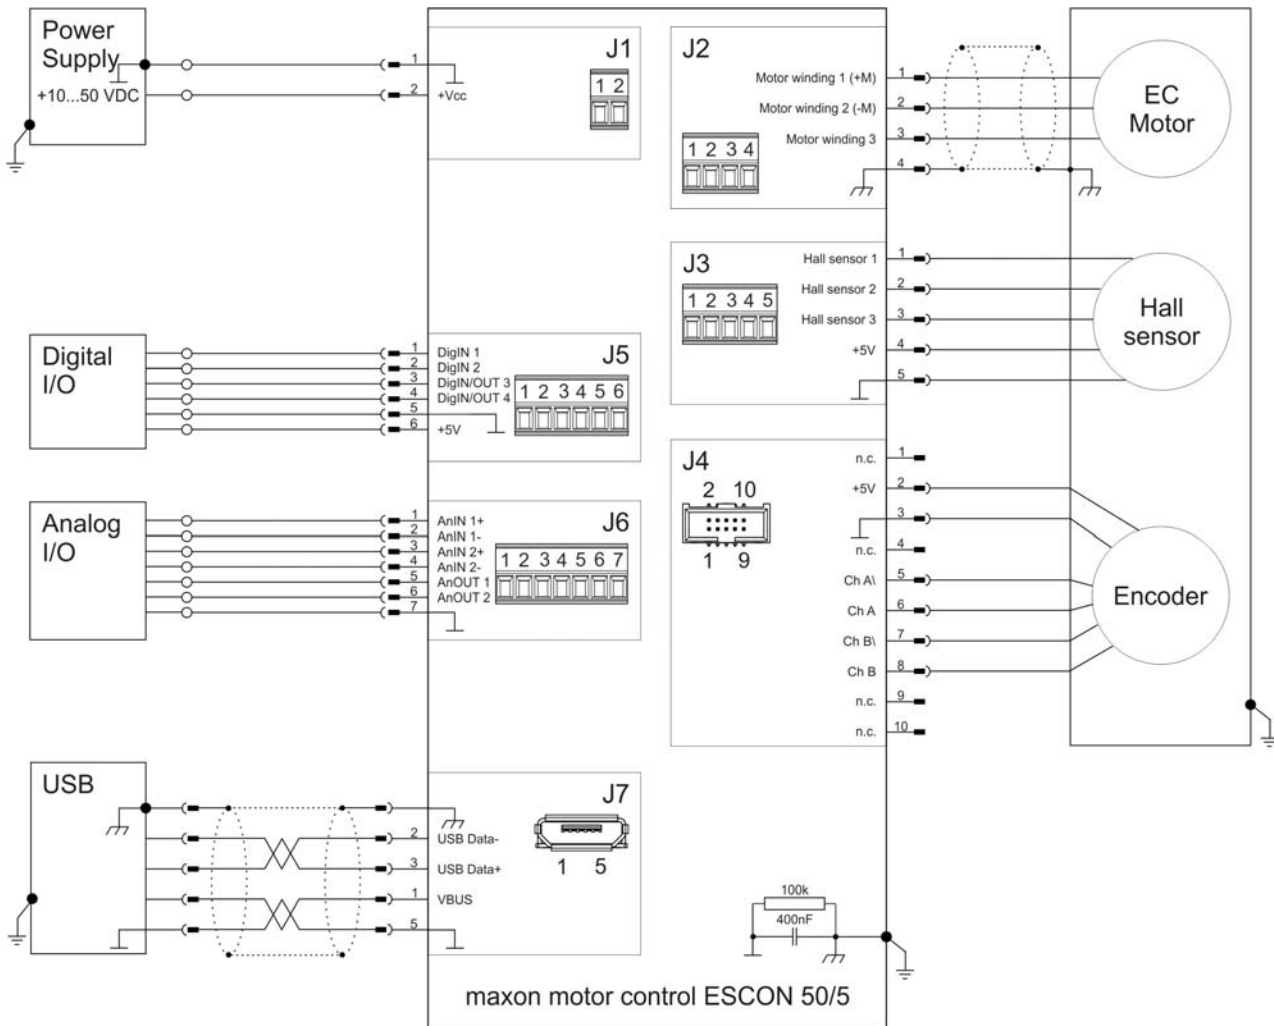 Power
Supply
+10...50 VDC
1
2
+Vcc
J1
1 2
J2
1 2 3 4
Motor winding 1 (+M)
1
Motor winding 2 (-M)
2
Motor winding 3
3
4
EC
Motor
J3
1 2 3 4 5
Hall sensor 1
1
Hall sensor 2
2
Hall sensor 3
3
+5V
4
5
Hall
sensor
Digital
I/O
1
DigIN 1
2
DigIN 2
3
DigIN/OUT 3
4
DigIN/OUT 4
5
6
+5V
J5
1 2 3 4 5 6
J4
2 10
1 9
n.c.
1
+5V
2
3
n.c.
4
Ch A\
5
Ch A
6
Ch B\
7
Ch B
8
n.c.
9
n.c.
10
Encoder
Analog
I/O
1
AnIN 1+
2
AnIN 1-
3
AnIN 2+
4
AnIN 2-
5
AnOUT 1
6
AnOUT 2
7
J6
1 2 3 4 5 6 7
USB
2
USB Data-
3
USB Data+
1
VBUS
5
J7
1 5
100k
400nF
maxon motor control ESCON 50/5